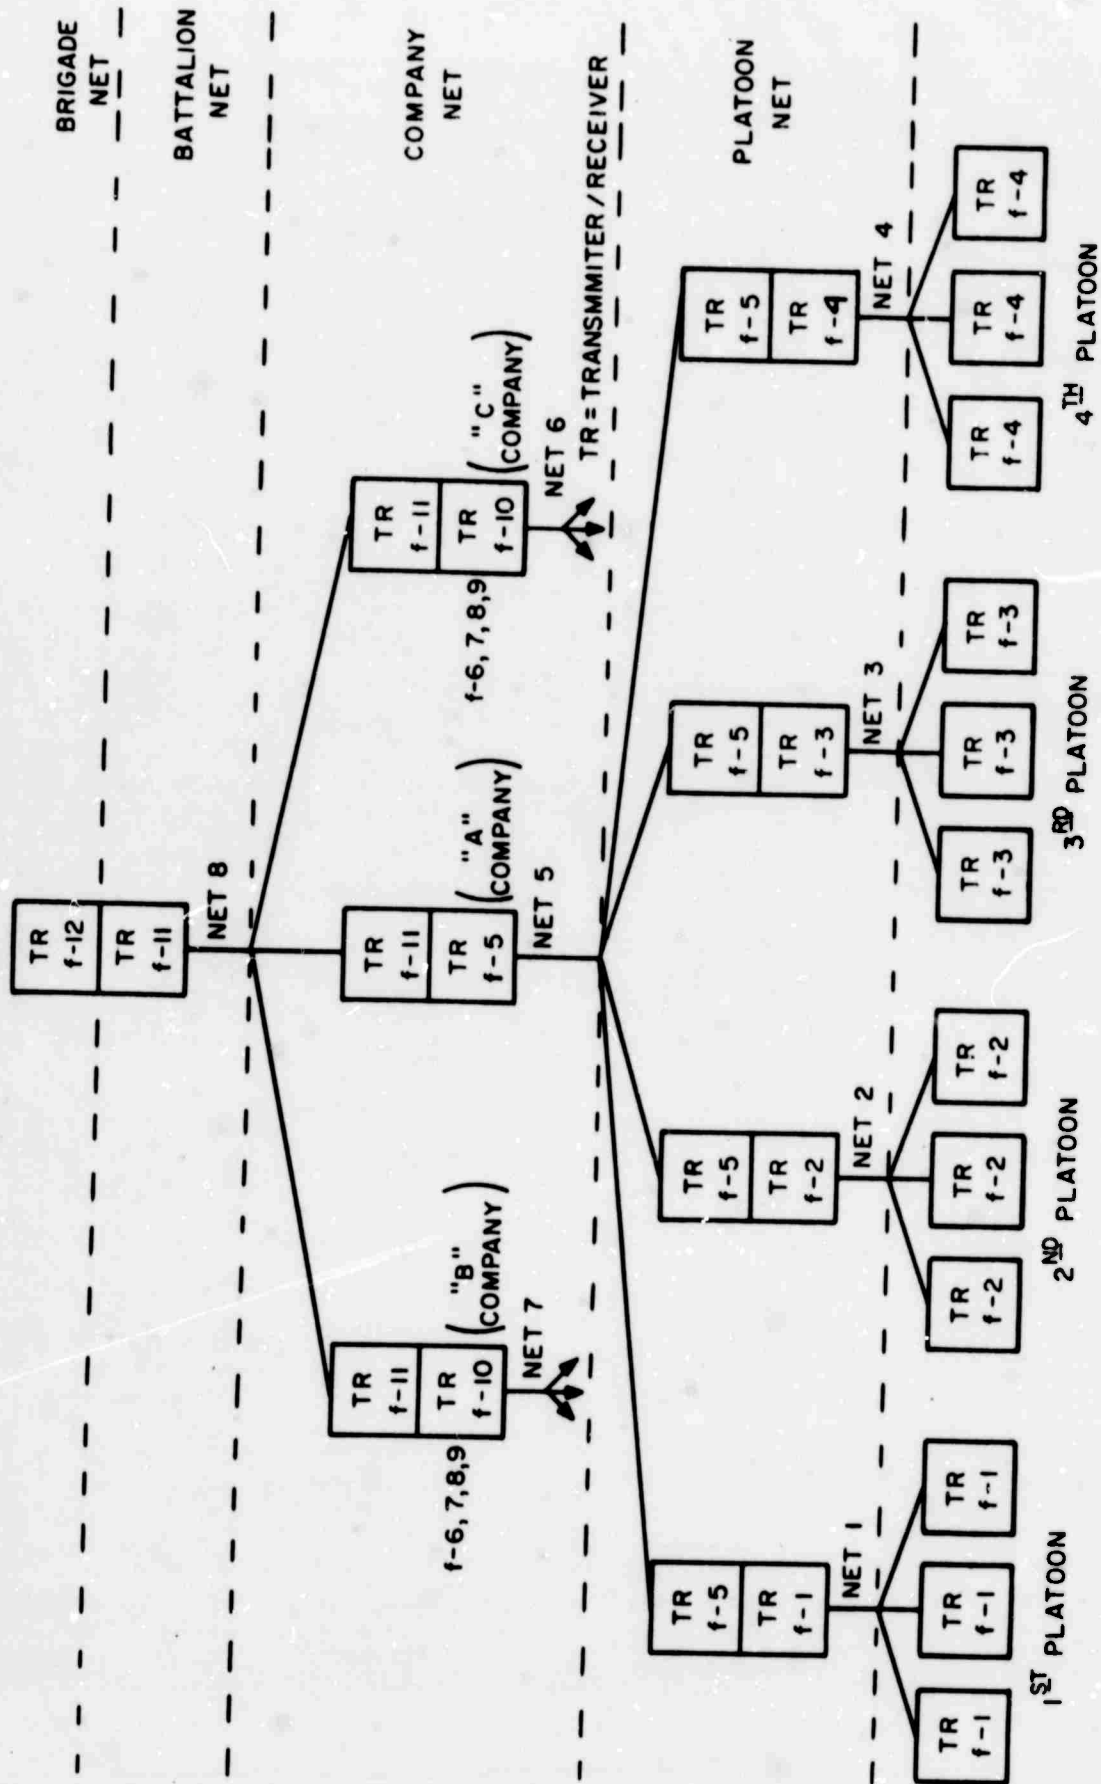 BRIGADE
NET
BATTALION
NET
COMPANY
NET
PLATOON
NET
TR
f-12
TR
f-11
NET 8
TR
f-11
TR
f-10
f-6, 7, 8, 9
("B"
COMPANY)
NET 7
TR
f-11
TR
f-5
("A"
COMPANY)
NET 5
TR
f-11
TR
f-10
f-6, 7, 8, 9
("C"
COMPANY)
NET 6
TR = TRANSMMITER / RECEIVER
TR
f-5
TR
f-1
NET 1
TR
f-5
TR
f-2
NET 2
TR
f-5
TR
f-3
NET 3
TR
f-5
TR
f-4
NET 4
TR
f-1
TR
f-1
TR
f-1
1ST PLATOON
TR
f-2
TR
f-2
TR
f-2
2ND PLATOON
TR
f-3
TR
f-3
TR
f-3
3RD PLATOON
TR
f-4
TR
f-4
TR
f-4
4TH PLATOON